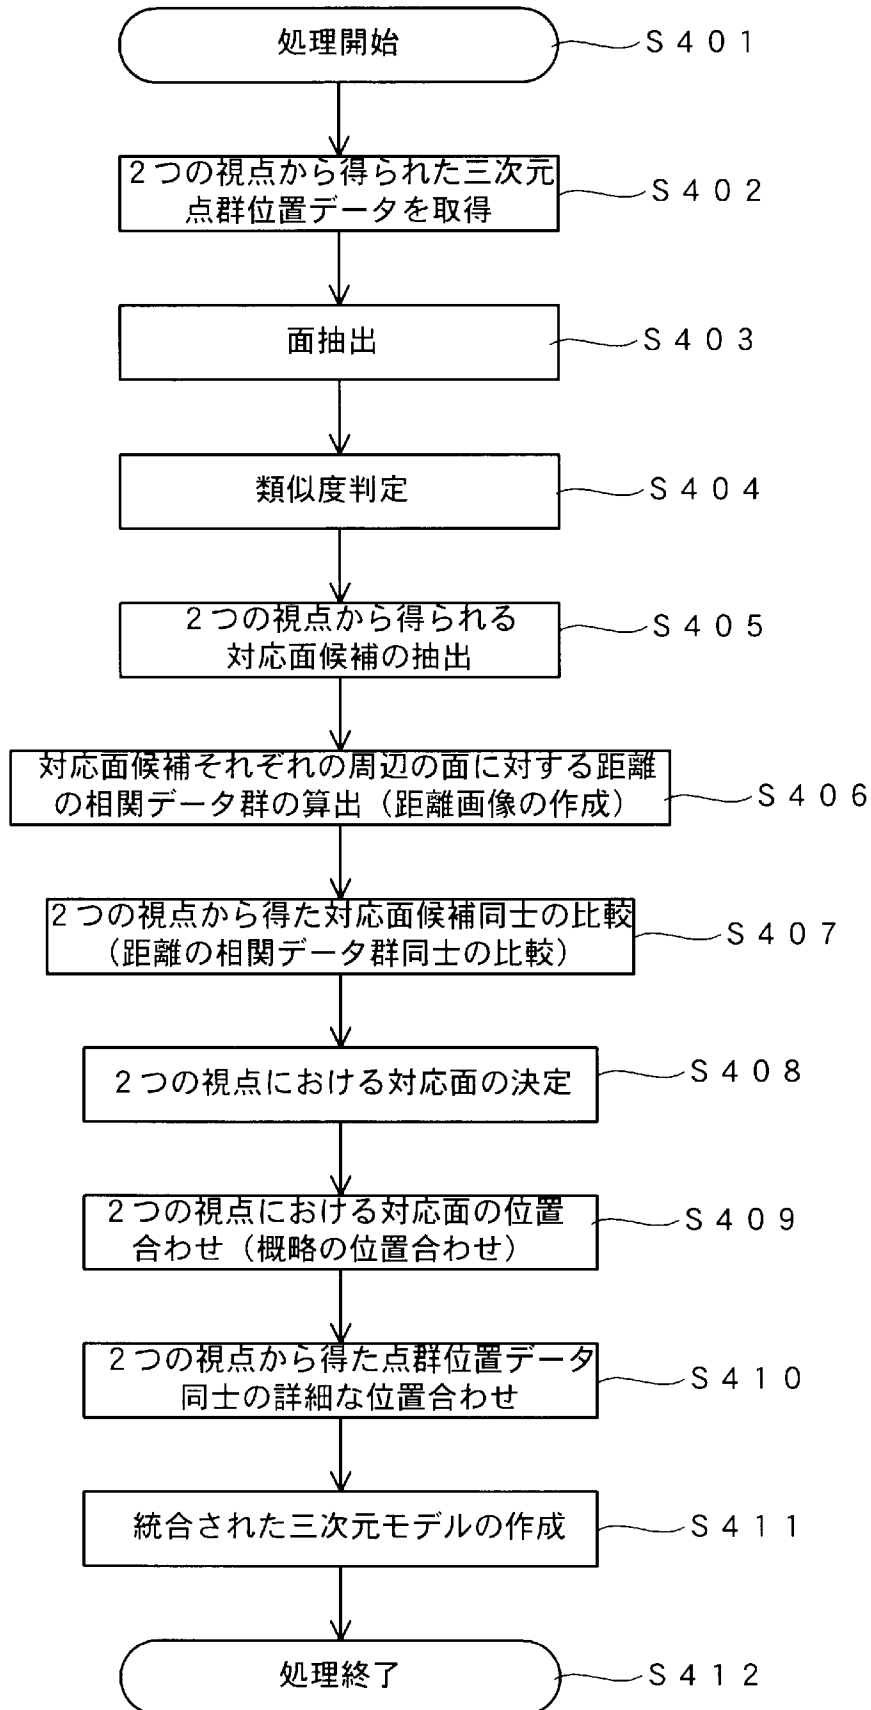 処理開始
Ｓ４０１
２つの視点から得られた三次元
点群位置データを取得
Ｓ４０２
面抽出
Ｓ４０３
類似度判定
Ｓ４０４
２つの視点から得られる
対応面候補の抽出
Ｓ４０５
対応面候補それぞれの周辺の面に対する距離
の相関データ群の算出（距離画像の作成）
Ｓ４０６
２つの視点から得た対応面候補同士の比較
（距離の相関データ群同士の比較）
Ｓ４０７
２つの視点における対応面の決定
Ｓ４０８
２つの視点における対応面の位置
合わせ（概略の位置合わせ）
Ｓ４０９
２つの視点から得た点群位置データ
同士の詳細な位置合わせ
Ｓ４１０
統合された三次元モデルの作成
Ｓ４１１
処理終了
Ｓ４１２